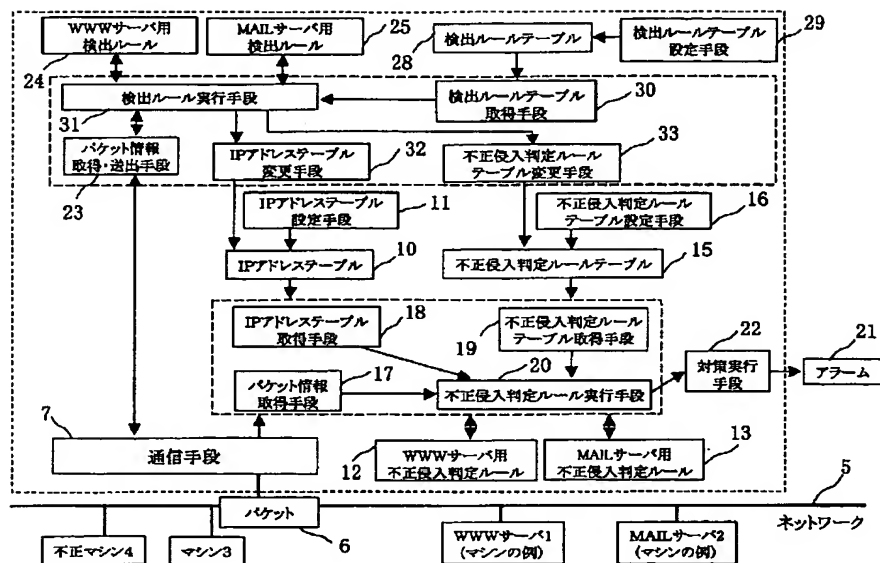 WWWサーバ用
検出ルール
24
MAILサーバ用
検出ルール
25
検出ルールテーブル
28
検出ルールテーブル
設定手段
29
検出ルール実行手段
31
検出ルールテーブル
取得手段
30
パケット情報
取得・送出手段
23
IPアドレステーブル
変更手段
32
不正侵入判定ルール
テーブル変更手段
33
IPアドレステーブル
設定手段
11
不正侵入判定ルール
テーブル設定手段
16
IPアドレステーブル
10
不正侵入判定ルールテーブル
15
IPアドレステーブル
取得手段
18
不正侵入判定ルール
テーブル取得手段
19
パケット情報
取得手段
17
不正侵入判定ルール実行手段
20
対策実行
手段
22
アラーム
21
通信手段
7
WWWサーバ用
不正侵入判定ルール
12
MAILサーバ用
不正侵入判定ルール
13
パケット
6
5
ネットワーク
不正マシン4
マシン3
WWWサーバ1
(マシンの例)
MAILサーバ2
(マシンの例)